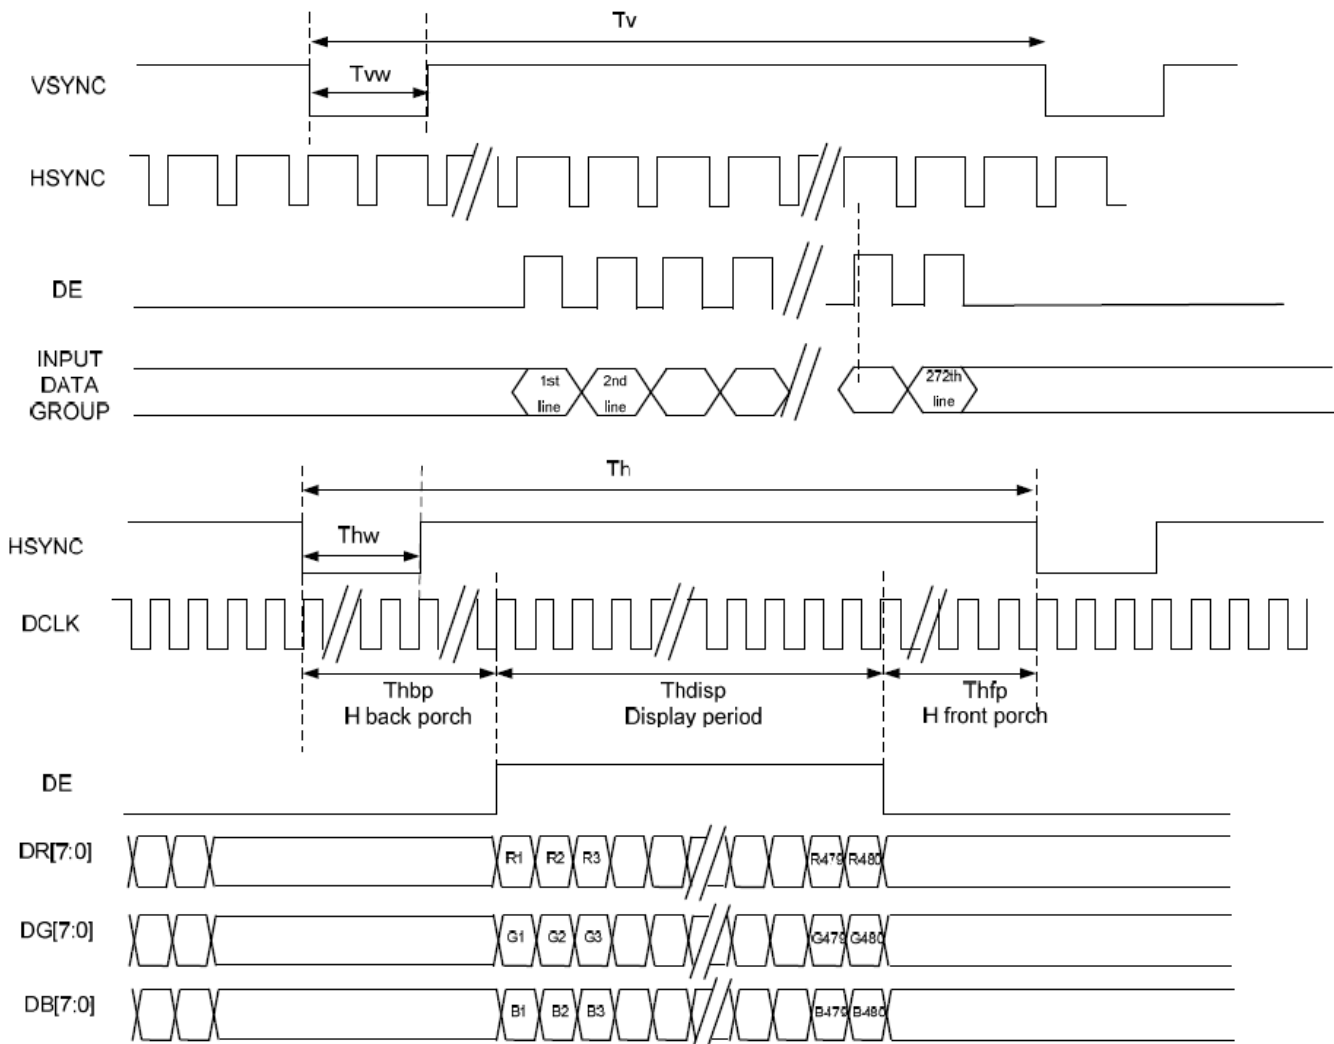 Tv
VSYNC
Tvw
HSYNC
DE
INPUT
DATA
GROUP
1st
line
2nd
line
272th
line
Th
HSYNC
Thw
DCLK
Thbp
H back porch
Thdisp
Display period
Thfp
H front porch
DE
DR[7:0]
R1 R2 R3 R479 R480
DG[7:0]
G1 G2 G3 G479 G480
DB[7:0]
B1 B2 B3 B479 B480